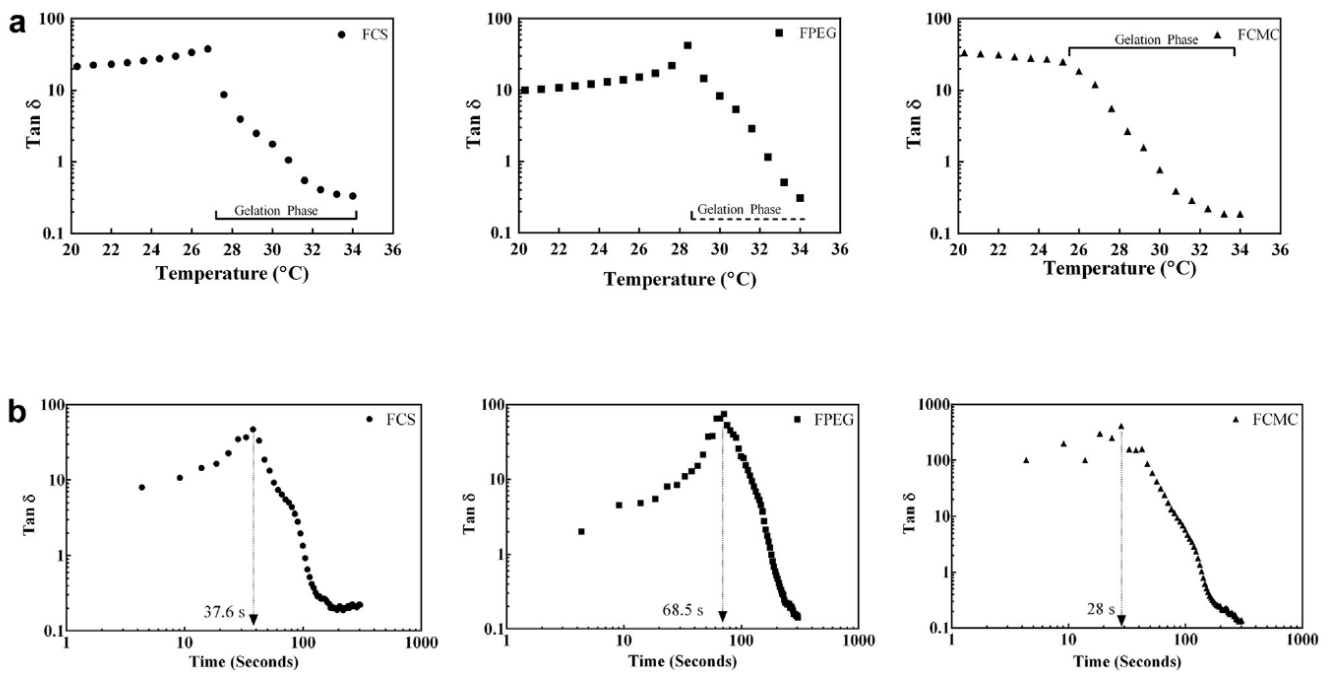 a
FCS
100
10
1
0.1
Tan δ
Gelation Phase
20 22 24 26 28 30 32 34 36
Temperature (°C)
FPEG
100
10
1
0.1
Tan δ
Gelation Phase
20 22 24 26 28 30 32 34 36
Temperature (°C)
FCMC
100
10
1
0.1
Tan δ
Gelation Phase
20 22 24 26 28 30 32 34 36
Temperature (°C)
b
FCS
100
10
1
0.1
Tan δ
37.6 s
1 10 100 1000
Time (Seconds)
FPEG
100
10
1
0.1
Tan δ
68.5 s
1 10 100 1000
Time (Seconds)
FCMC
1000
100
10
1
0.1
Tan δ
28 s
1 10 100 1000
Time (Seconds)